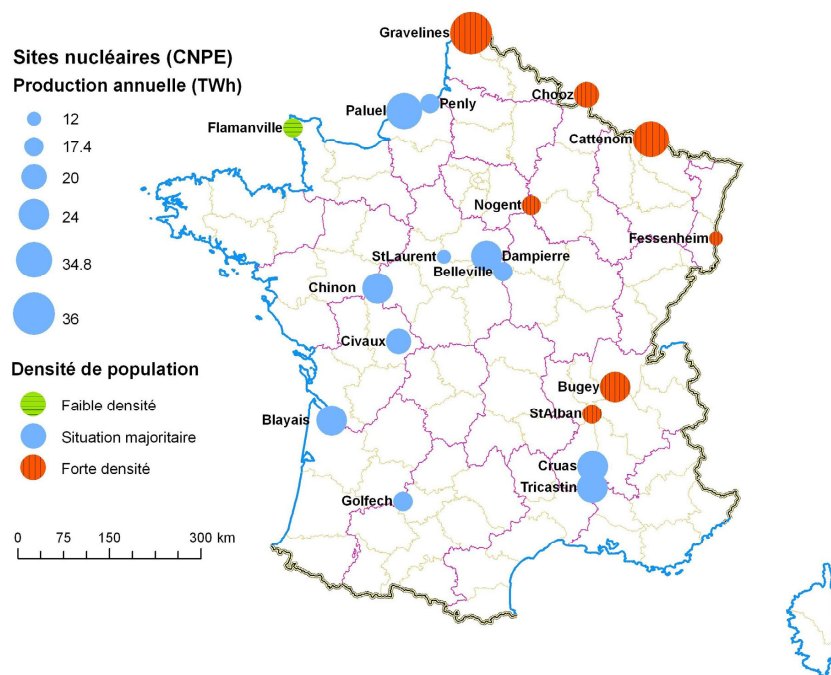 Sites nucléaires (CNPE)
Production annuelle (TWh)
12
17.4
20
24
34.8
36
Densité de population
Faible densité
Situation majoritaire
Forte densité
0 75 150 300 km
Gravelines
Chooz
Penly
Paluel
Flamanville
Cattenom
Nogent
Fessenheim
StLaurent
Dampierre
Belleville
Chinon
Civaux
Bugey
StAlban
Blayais
Cruas
Tricastin
Golfech